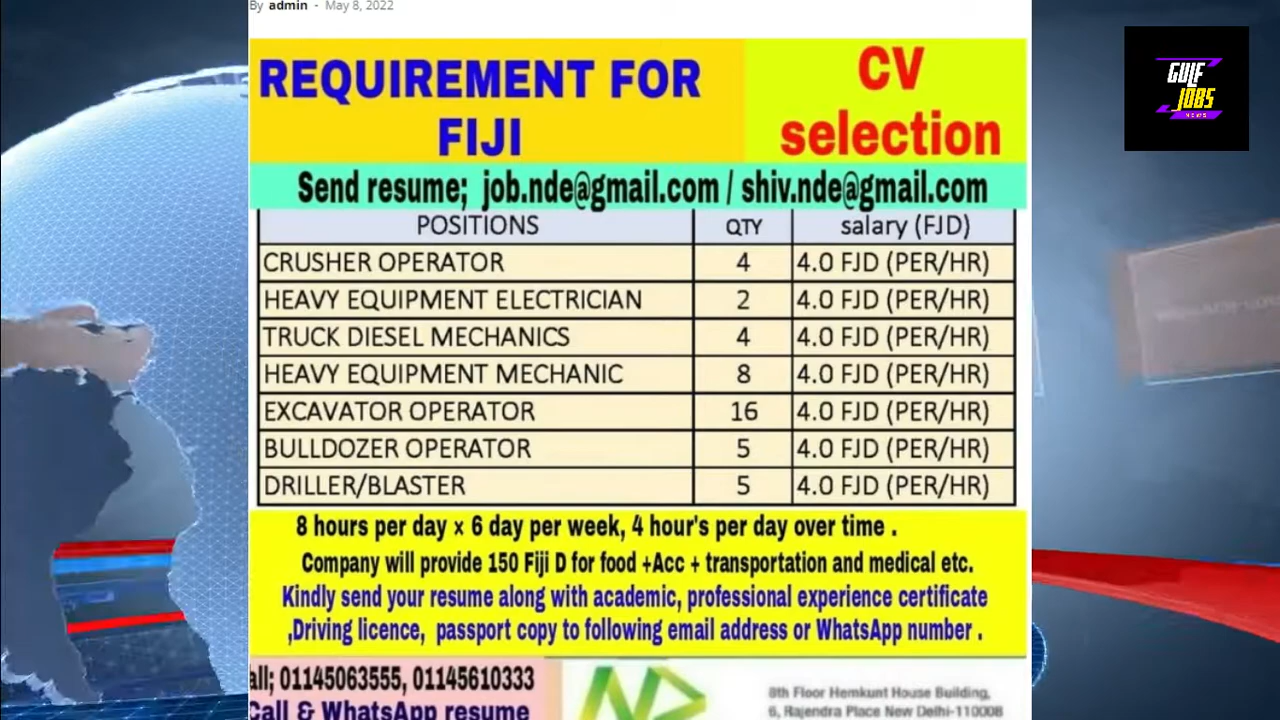 By admin - May 8, 2022
GULF
JOBS
NEWS
REQUIREMENT FOR
FIJI
CV
selection
Send resume; job.nde@gmail.com / shiv.nde@gmail.com
POSITIONS QTY salary (FJD)
CRUSHER OPERATOR 4 4.0 FJD (PER/HR)
HEAVY EQUIPMENT ELECTRICIAN 2 4.0 FJD (PER/HR)
TRUCK DIESEL MECHANICS 4 4.0 FJD (PER/HR)
HEAVY EQUIPMENT MECHANIC 8 4.0 FJD (PER/HR)
EXCAVATOR OPERATOR 16 4.0 FJD (PER/HR)
BULLDOZER OPERATOR 5 4.0 FJD (PER/HR)
DRILLER/BLASTER 5 4.0 FJD (PER/HR)
8 hours per day × 6 day per week, 4 hour's per day over time .
Company will provide 150 Fiji D for food +Acc + transportation and medical etc.
Kindly send your resume along with academic, professional experience certificate
,Driving licence, passport copy to following email address or WhatsApp number .
all; 01145063555, 01145610333
Call & WhatsApp resume
8th Floor Hemkunt House Building,
6, Rajendra Place New Delhi-110008